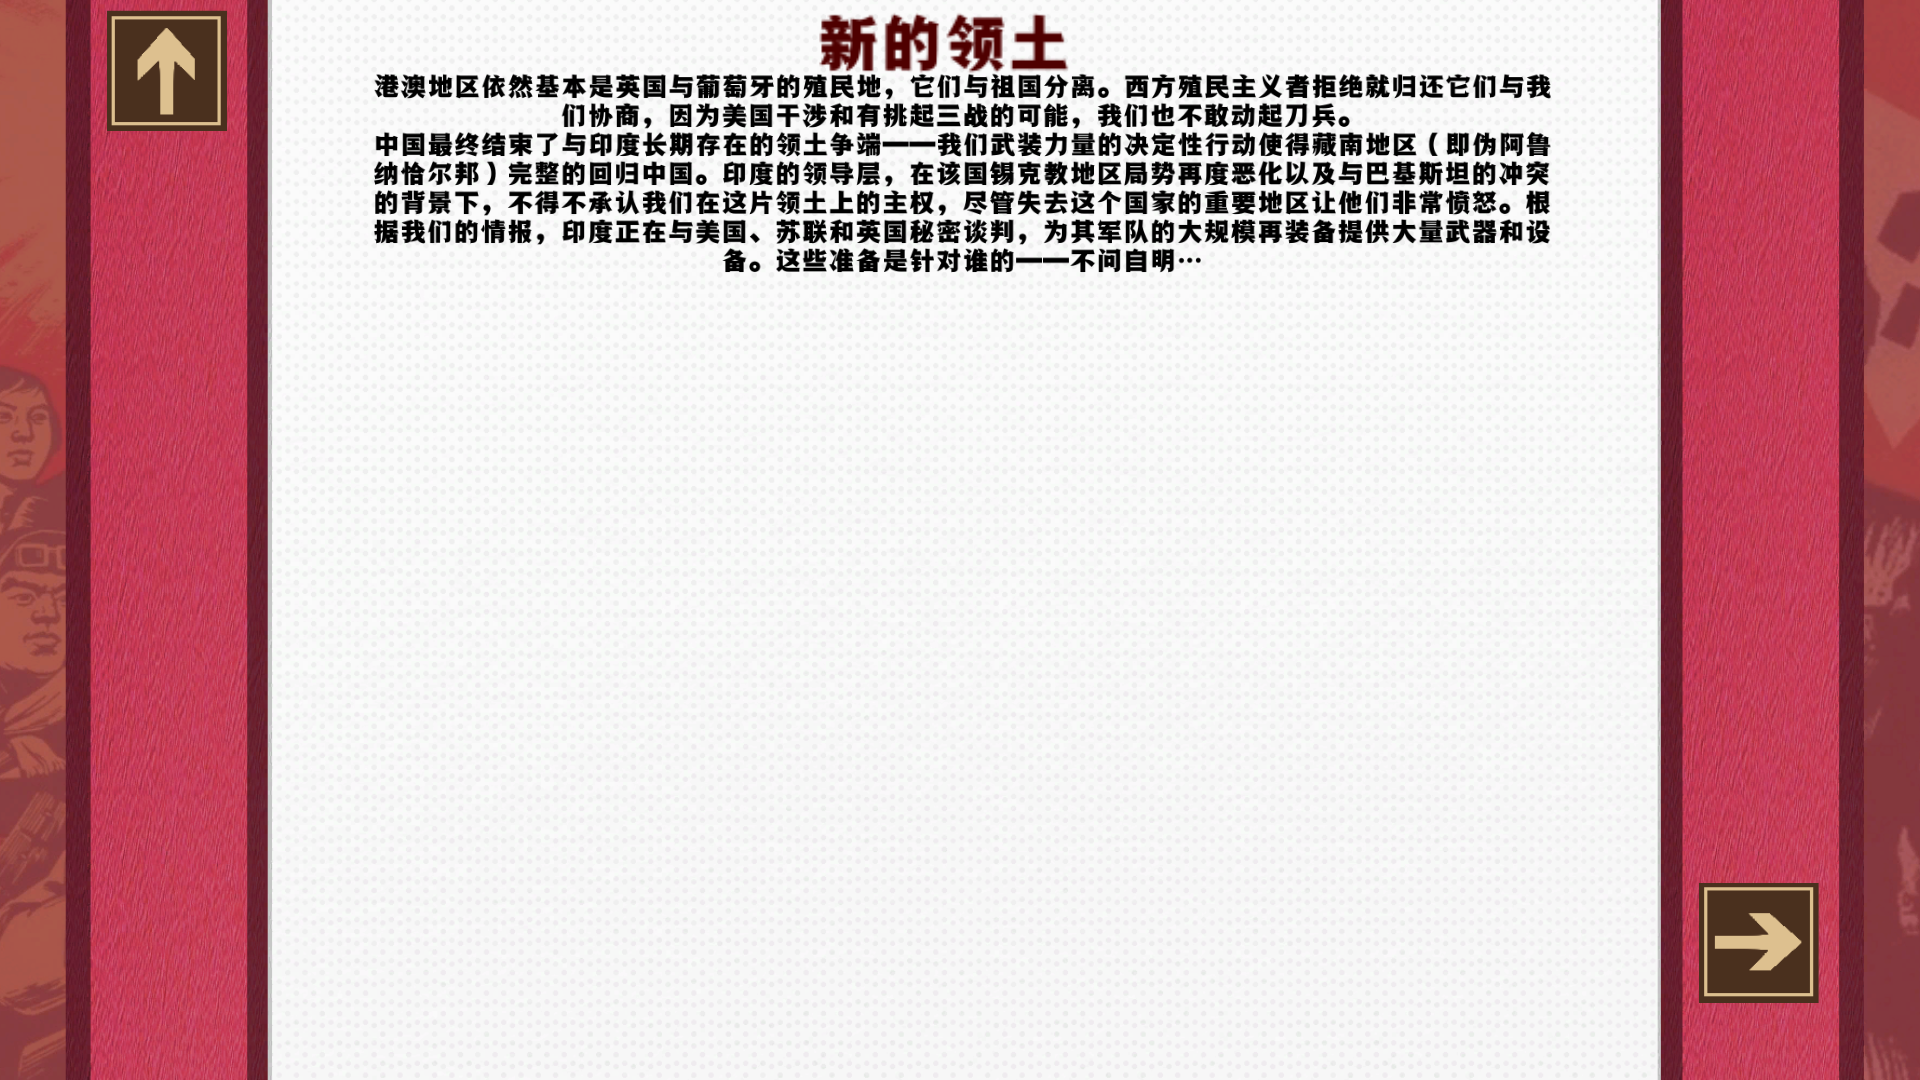 新的领土
港澳地区依然基本是英国与葡萄牙的殖民地，它们与祖国分离。西方殖民主义者拒绝就归还它们与我
们协商，因为美国干涉和有挑起三战的可能，我们也不敢动起刀兵。
中国最终结束了与印度长期存在的领土争端——我们武装力量的决定性行动使得藏南地区（即伪阿鲁
纳恰尔邦）完整的回归中国。印度的领导层，在该国锡克教地区局势再度恶化以及与巴基斯坦的冲突
的背景下，不得不承认我们在这片领土上的主权，尽管失去这个国家的重要地区让他们非常愤怒。根
据我们的情报，印度正在与美国、苏联和英国秘密谈判，为其军队的大规模再装备提供大量武器和设
备。这些准备是针对谁的——不问自明…